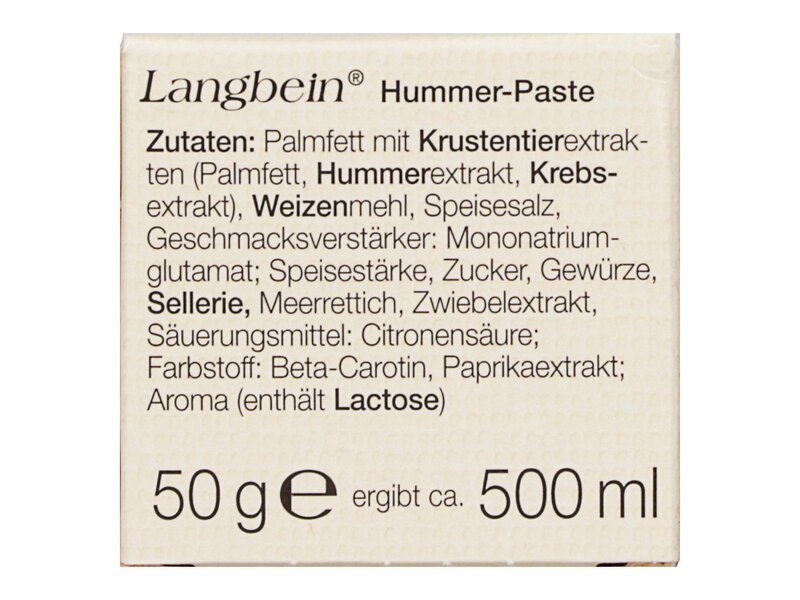 Langbein® Hummer-Paste
Zutaten: Palmfett mit Krustentierextrak-
ten (Palmfett, Hummerextrakt, Krebs-
extrakt), Weizenmehl, Speisesalz,
Geschmacksverstärker: Mononatrium-
glutamat; Speisestärke, Zucker, Gewürze,
Sellerie, Meerrettich, Zwiebelextrakt,
Säuerungsmittel: Citronensäure;
Farbstoff: Beta-Carotin, Paprikaextrakt;
Aroma (enthält Lactose)
50 g ℮ ergibt ca. 500 ml